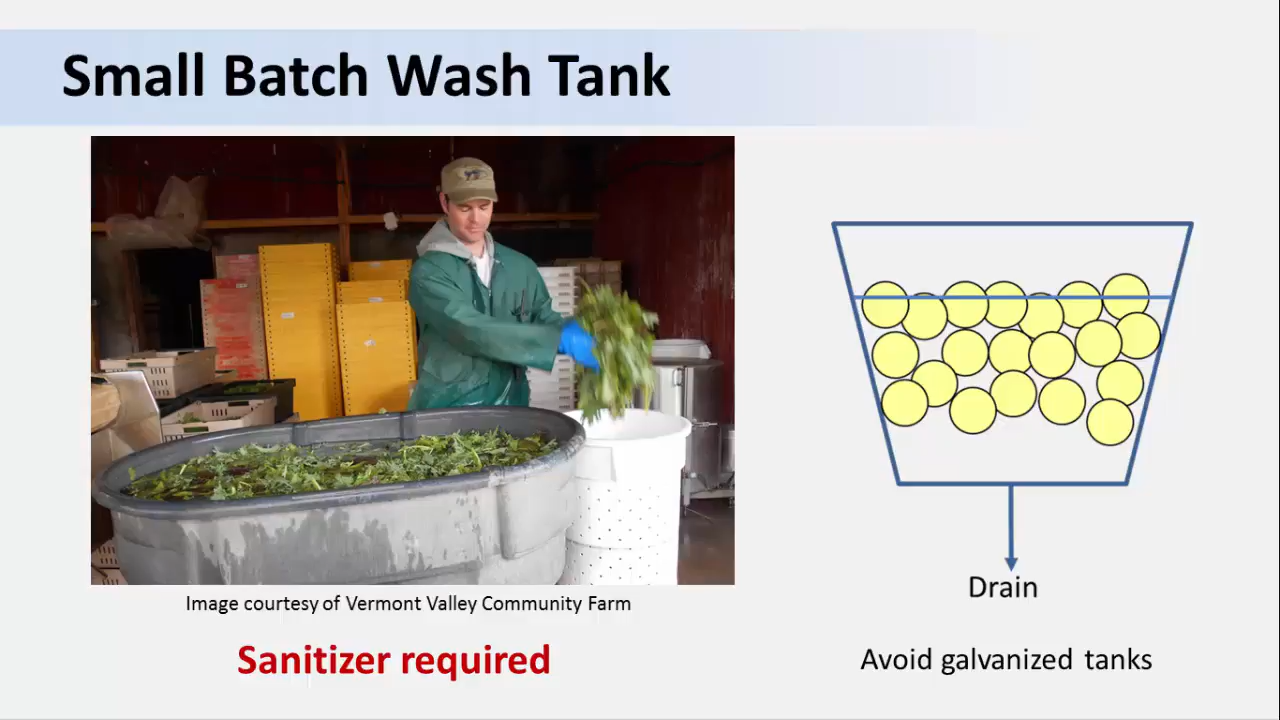 Small Batch Wash Tank
Image courtesy of Vermont Valley Community Farm
Sanitizer required
Drain
Avoid galvanized tanks